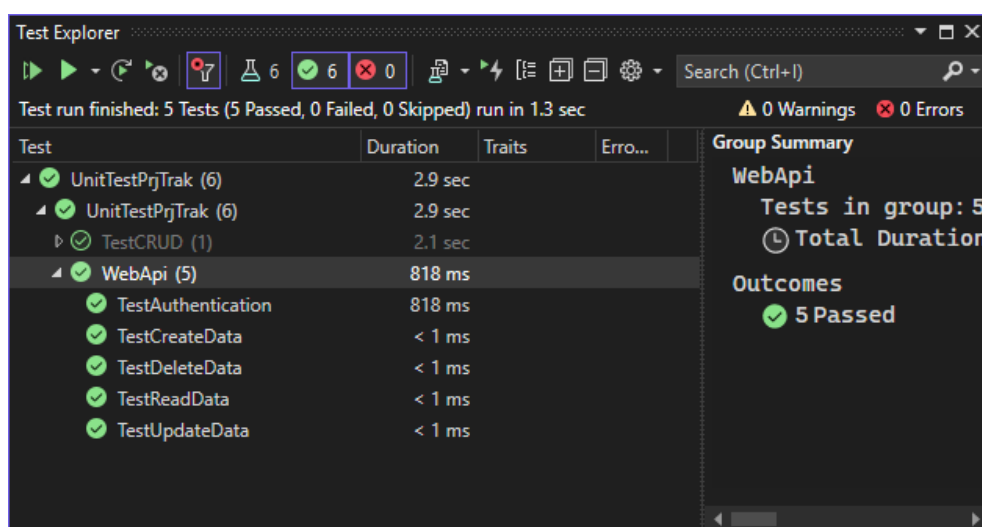 Test Explorer
6 6 0 Search (Ctrl+I)
Test run finished: 5 Tests (5 Passed, 0 Failed, 0 Skipped) run in 1.3 sec 0 Warnings 0 Errors
Test Duration Traits Erro... Group Summary
UnitTestPrjTrak (6) 2.9 sec WebApi
UnitTestPrjTrak (6) 2.9 sec Tests in group: 5
TestCRUD (1) 2.1 sec Total Duration
WebApi (5) 818 ms Outcomes
TestAuthentication 818 ms 5 Passed
TestCreateData < 1 ms
TestDeleteData < 1 ms
TestReadData < 1 ms
TestUpdateData < 1 ms